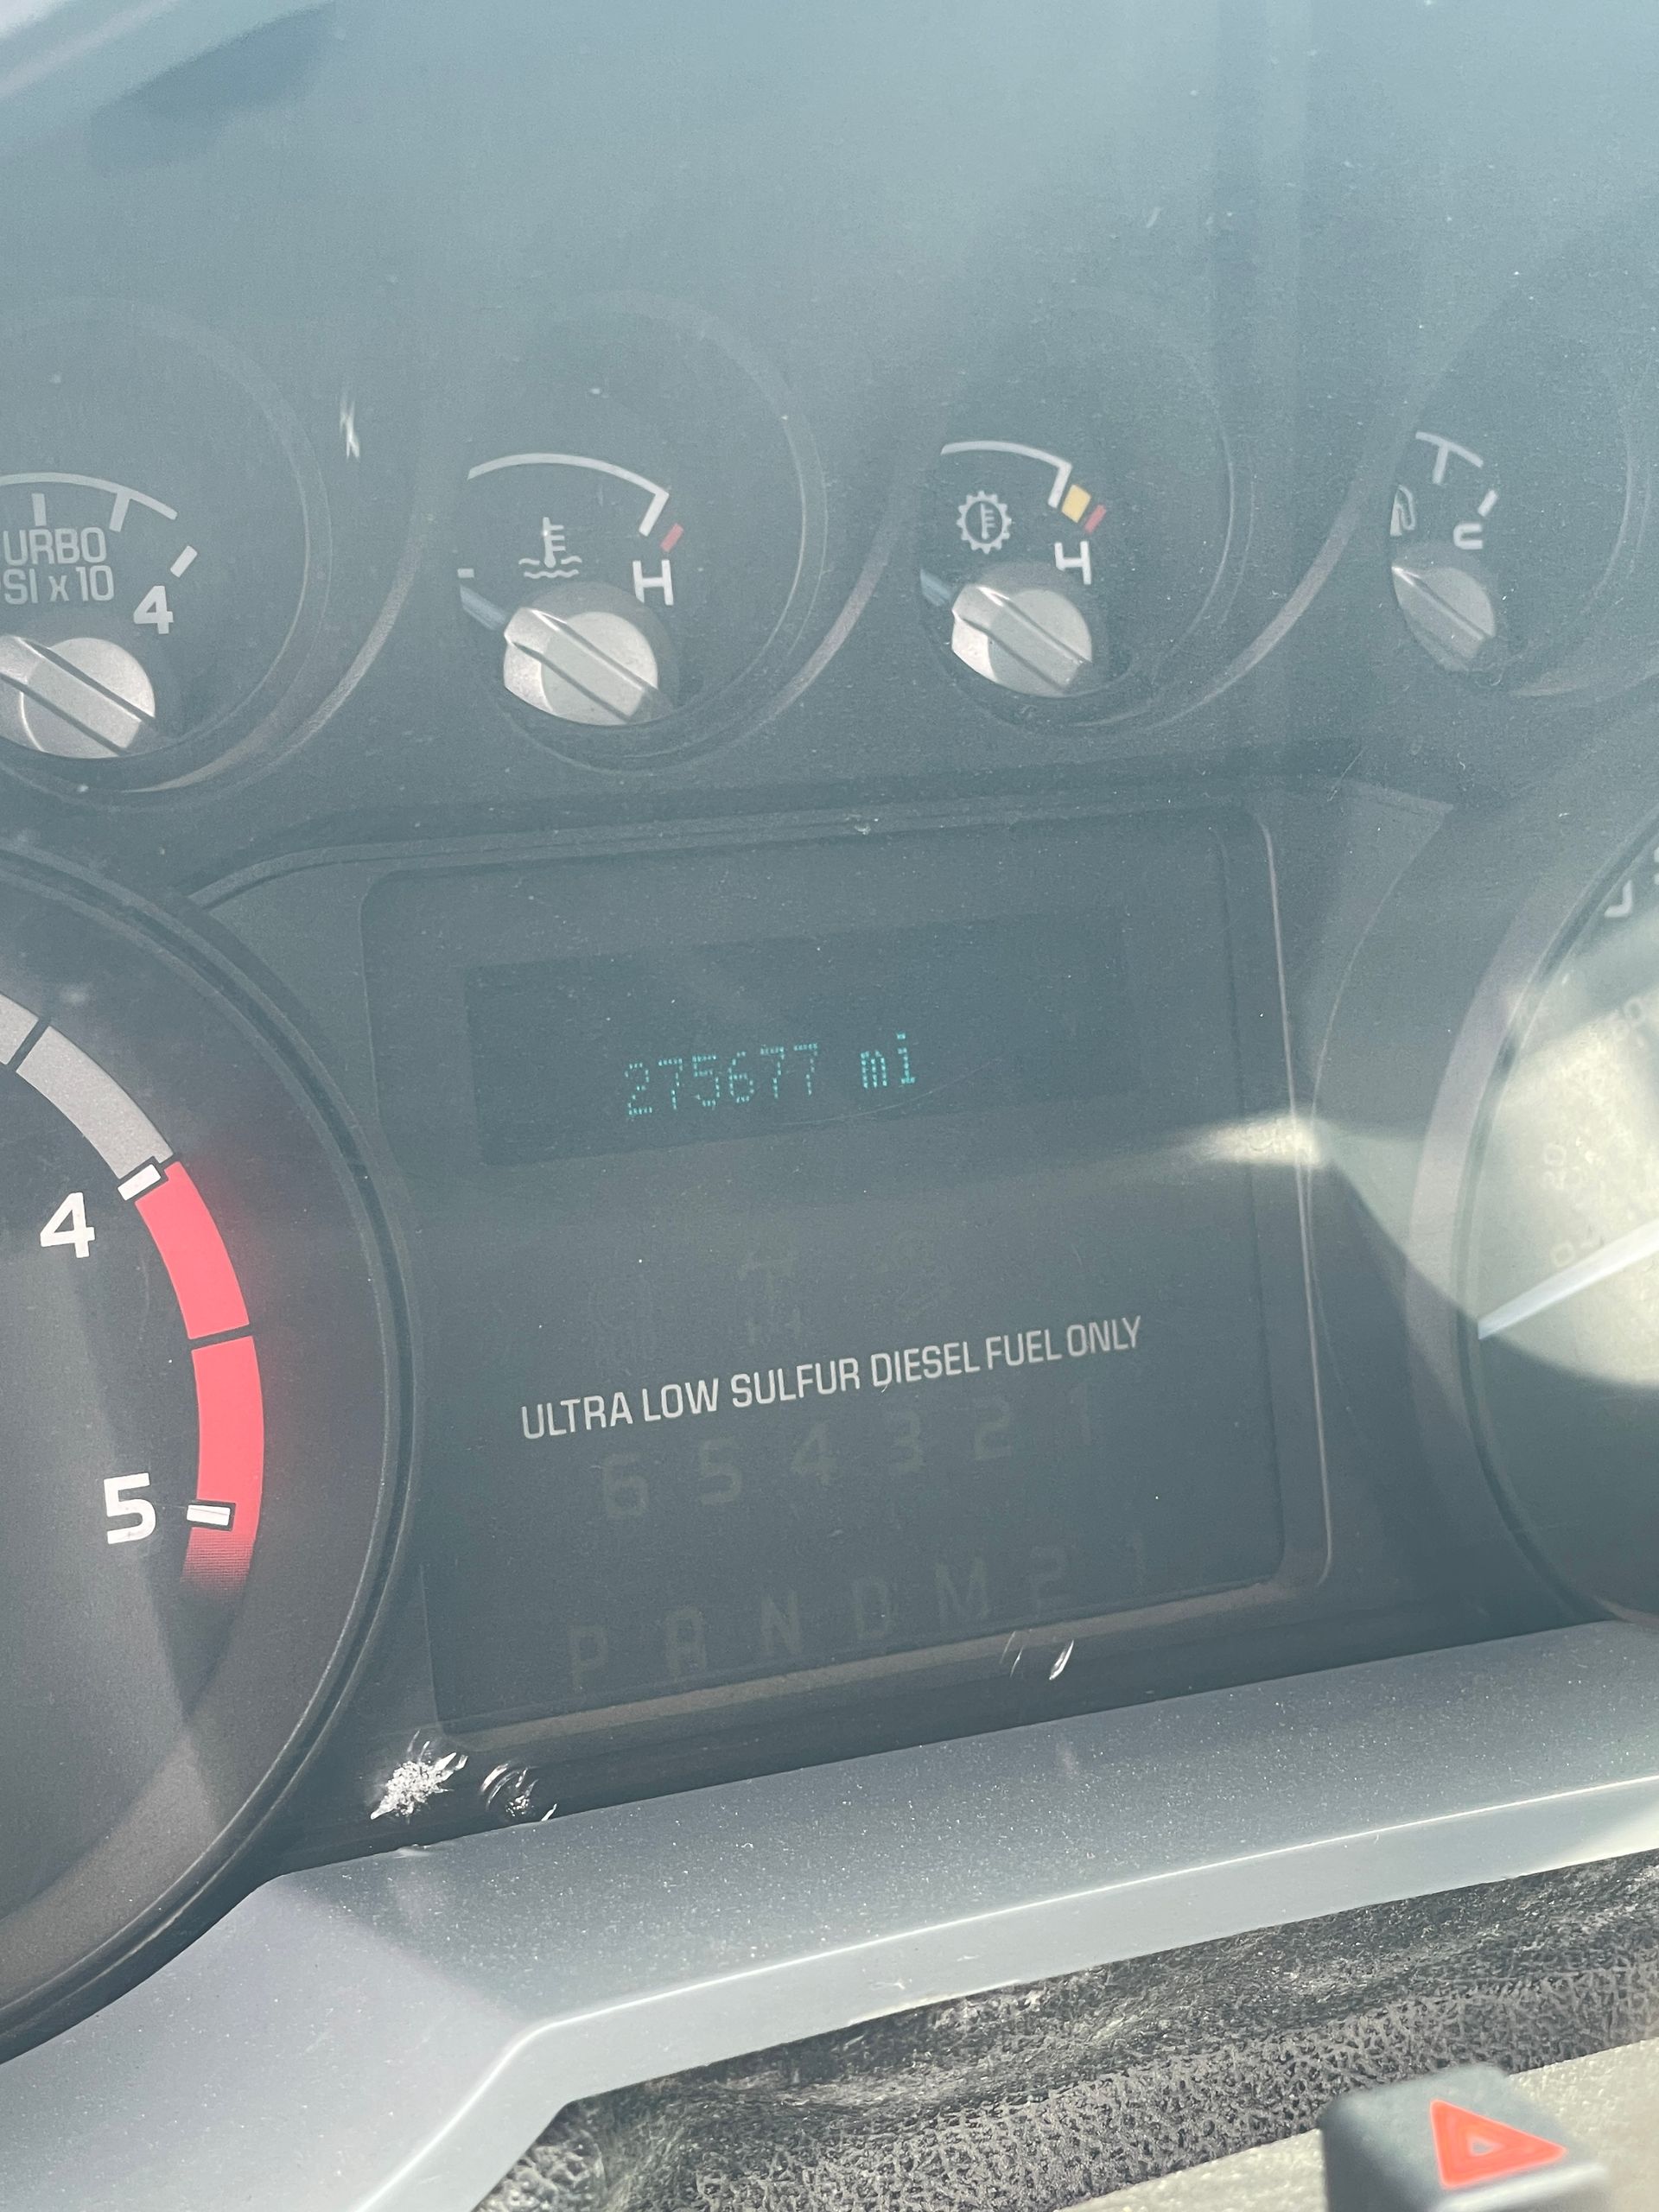 URBO
SI x 10
4
H
H
275677 mi
4
ULTRA LOW SULFUR DIESEL FUEL ONLY
6 5 4 3 2 1
5
P R N D M 2 1